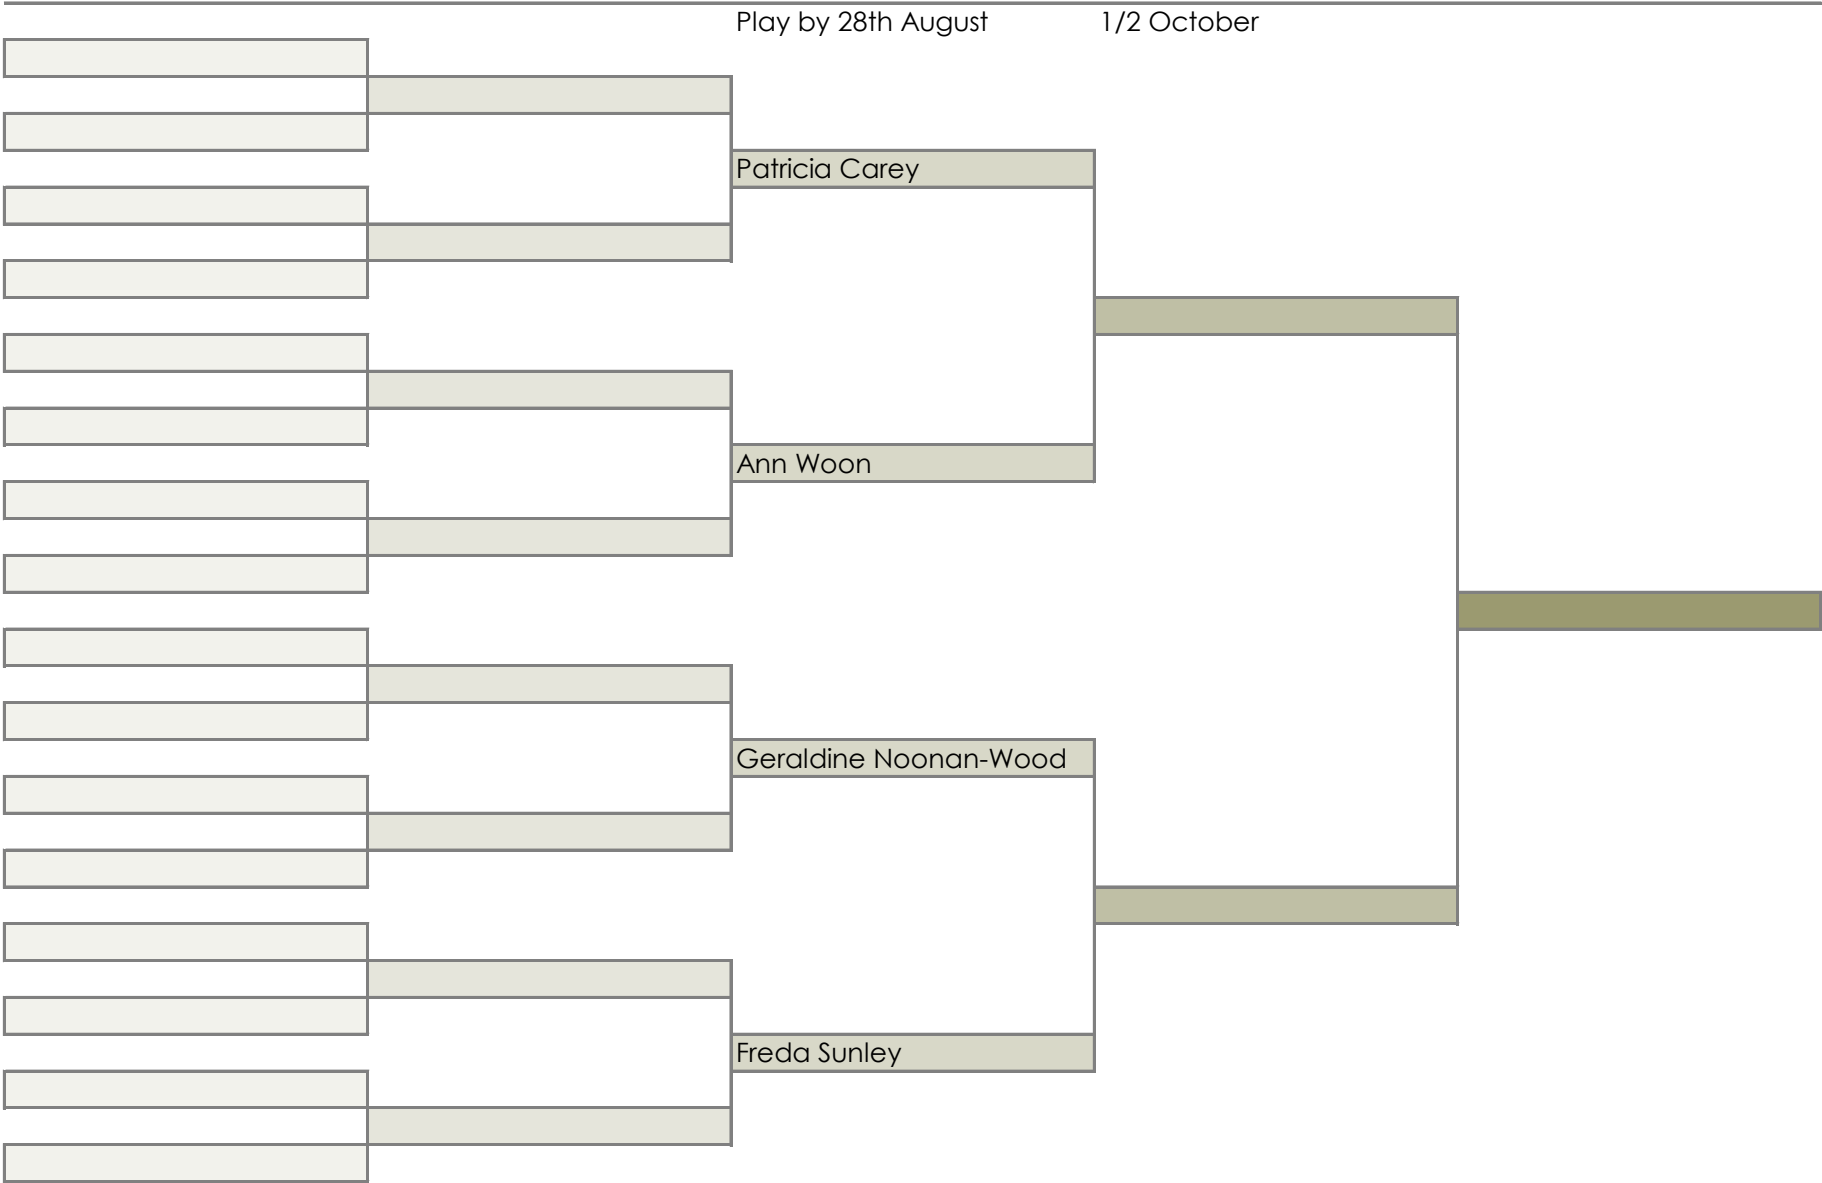 Play by 28th August
1/2 October
Patricia Carey
Ann Woon
Geraldine Noonan-Wood
Freda Sunley